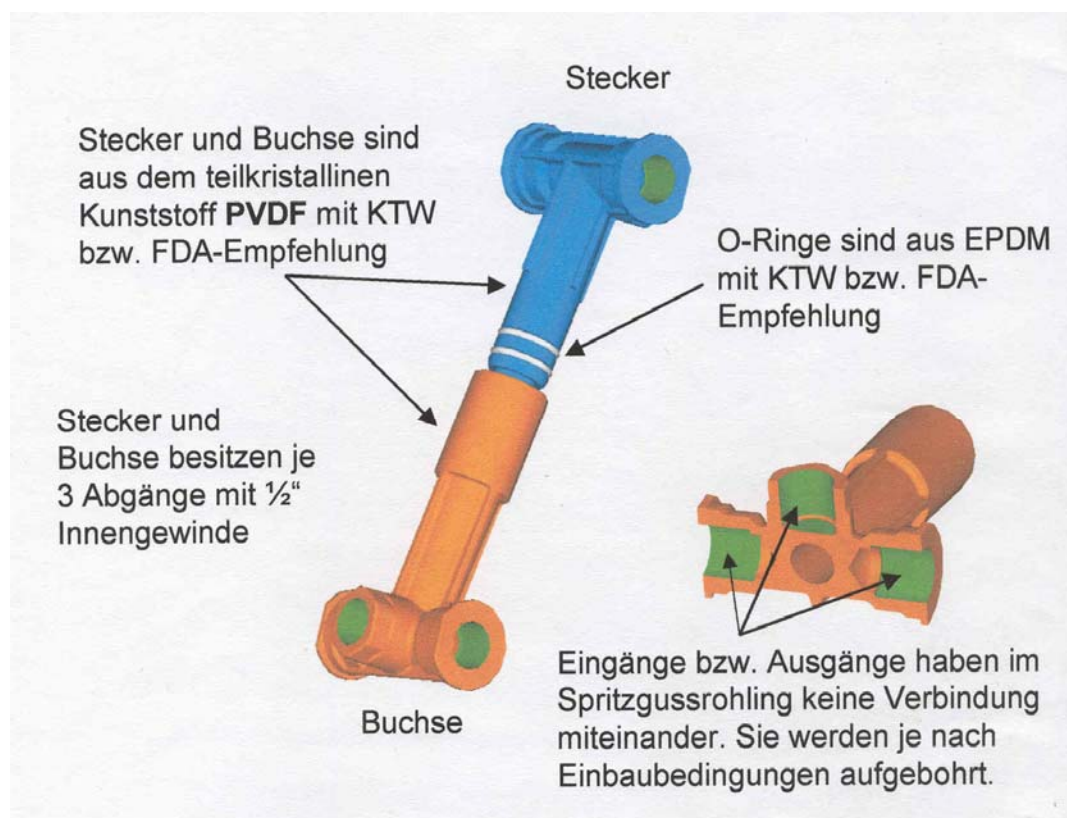 Stecker
Stecker und Buchse sind
aus dem teilkristallinen
Kunststoff PVDF mit KTW
bzw. FDA-Empfehlung
O-Ringe sind aus EPDM
mit KTW bzw. FDA-
Empfehlung
Stecker und
Buchse besitzen je
3 Abgänge mit ½“
Innengewinde
Buchse
Eingänge bzw. Ausgänge haben im
Spritzgussrohling keine Verbindung
miteinander. Sie werden je nach
Einbaubedingungen aufgebohrt.